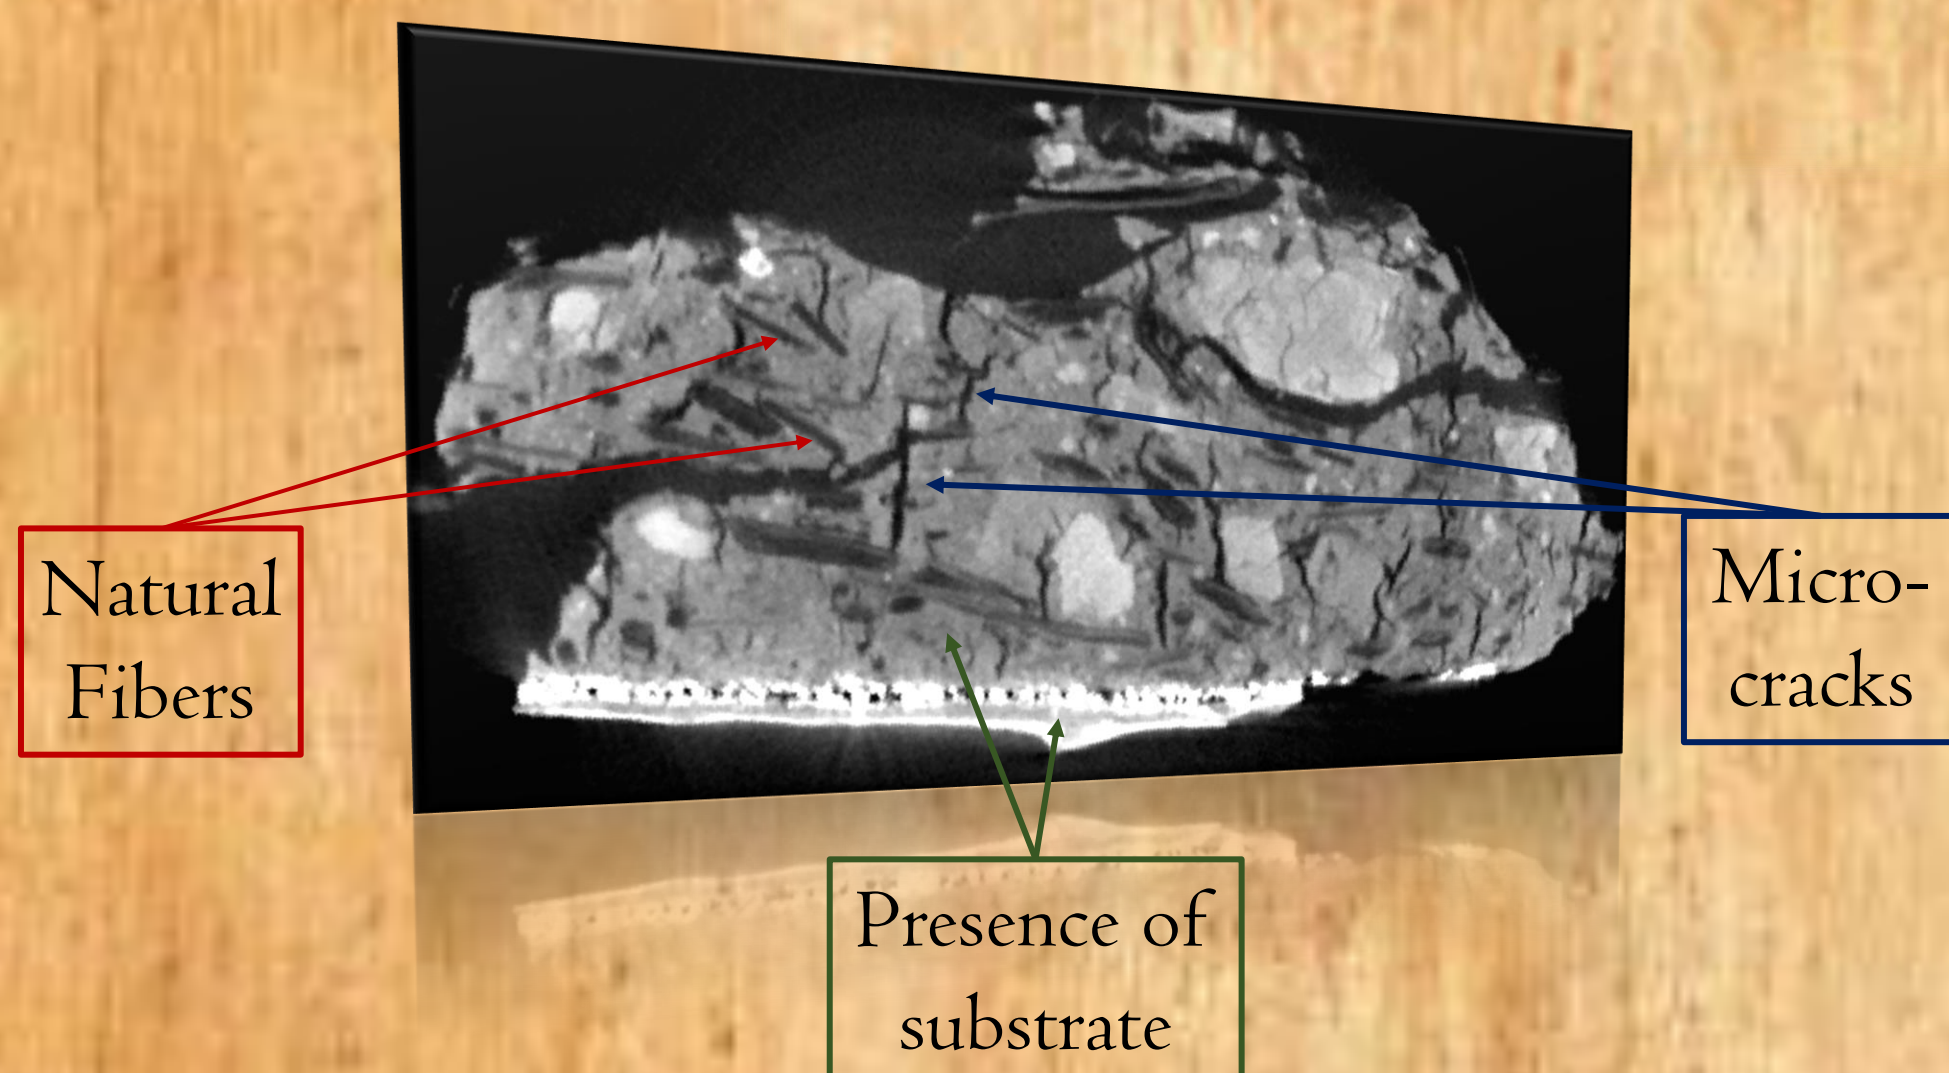 Natural
Fibers
Micro-
cracks
Presence of
substrate